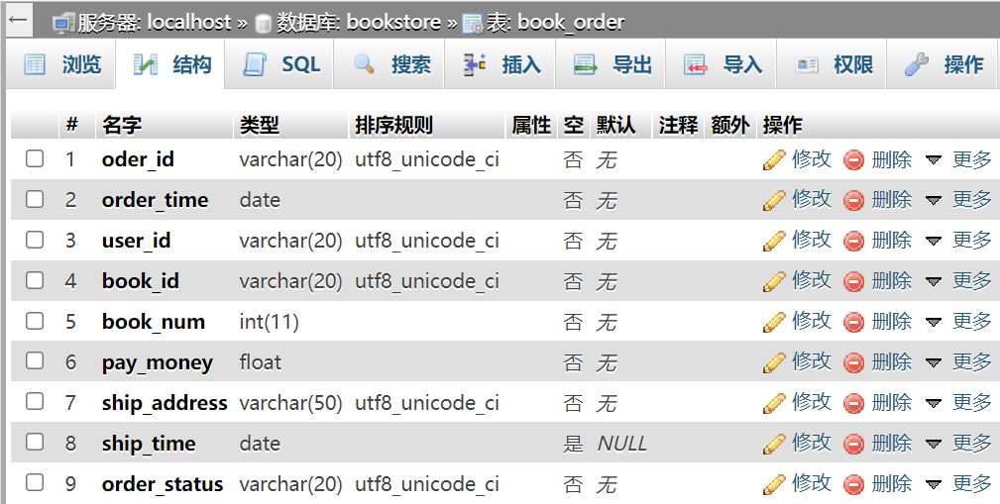 服务器: localhost » 数据库: bookstore » 表: book_order
浏览 结构 SQL 搜索 插入 导出 导入 权限 操作
# 名字 类型 排序规则 属性 空 默认 注释 额外 操作
1 oder_id varchar(20) utf8_unicode_ci 否 无 修改 删除 更多
2 order_time date 否 无 修改 删除 更多
3 user_id varchar(20) utf8_unicode_ci 否 无 修改 删除 更多
4 book_id varchar(20) utf8_unicode_ci 否 无 修改 删除 更多
5 book_num int(11) 否 无 修改 删除 更多
6 pay_money float 否 无 修改 删除 更多
7 ship_address varchar(50) utf8_unicode_ci 否 无 修改 删除 更多
8 ship_time date 是 NULL 修改 删除 更多
9 order_status varchar(20) utf8_unicode_ci 否 无 修改 删除 更多